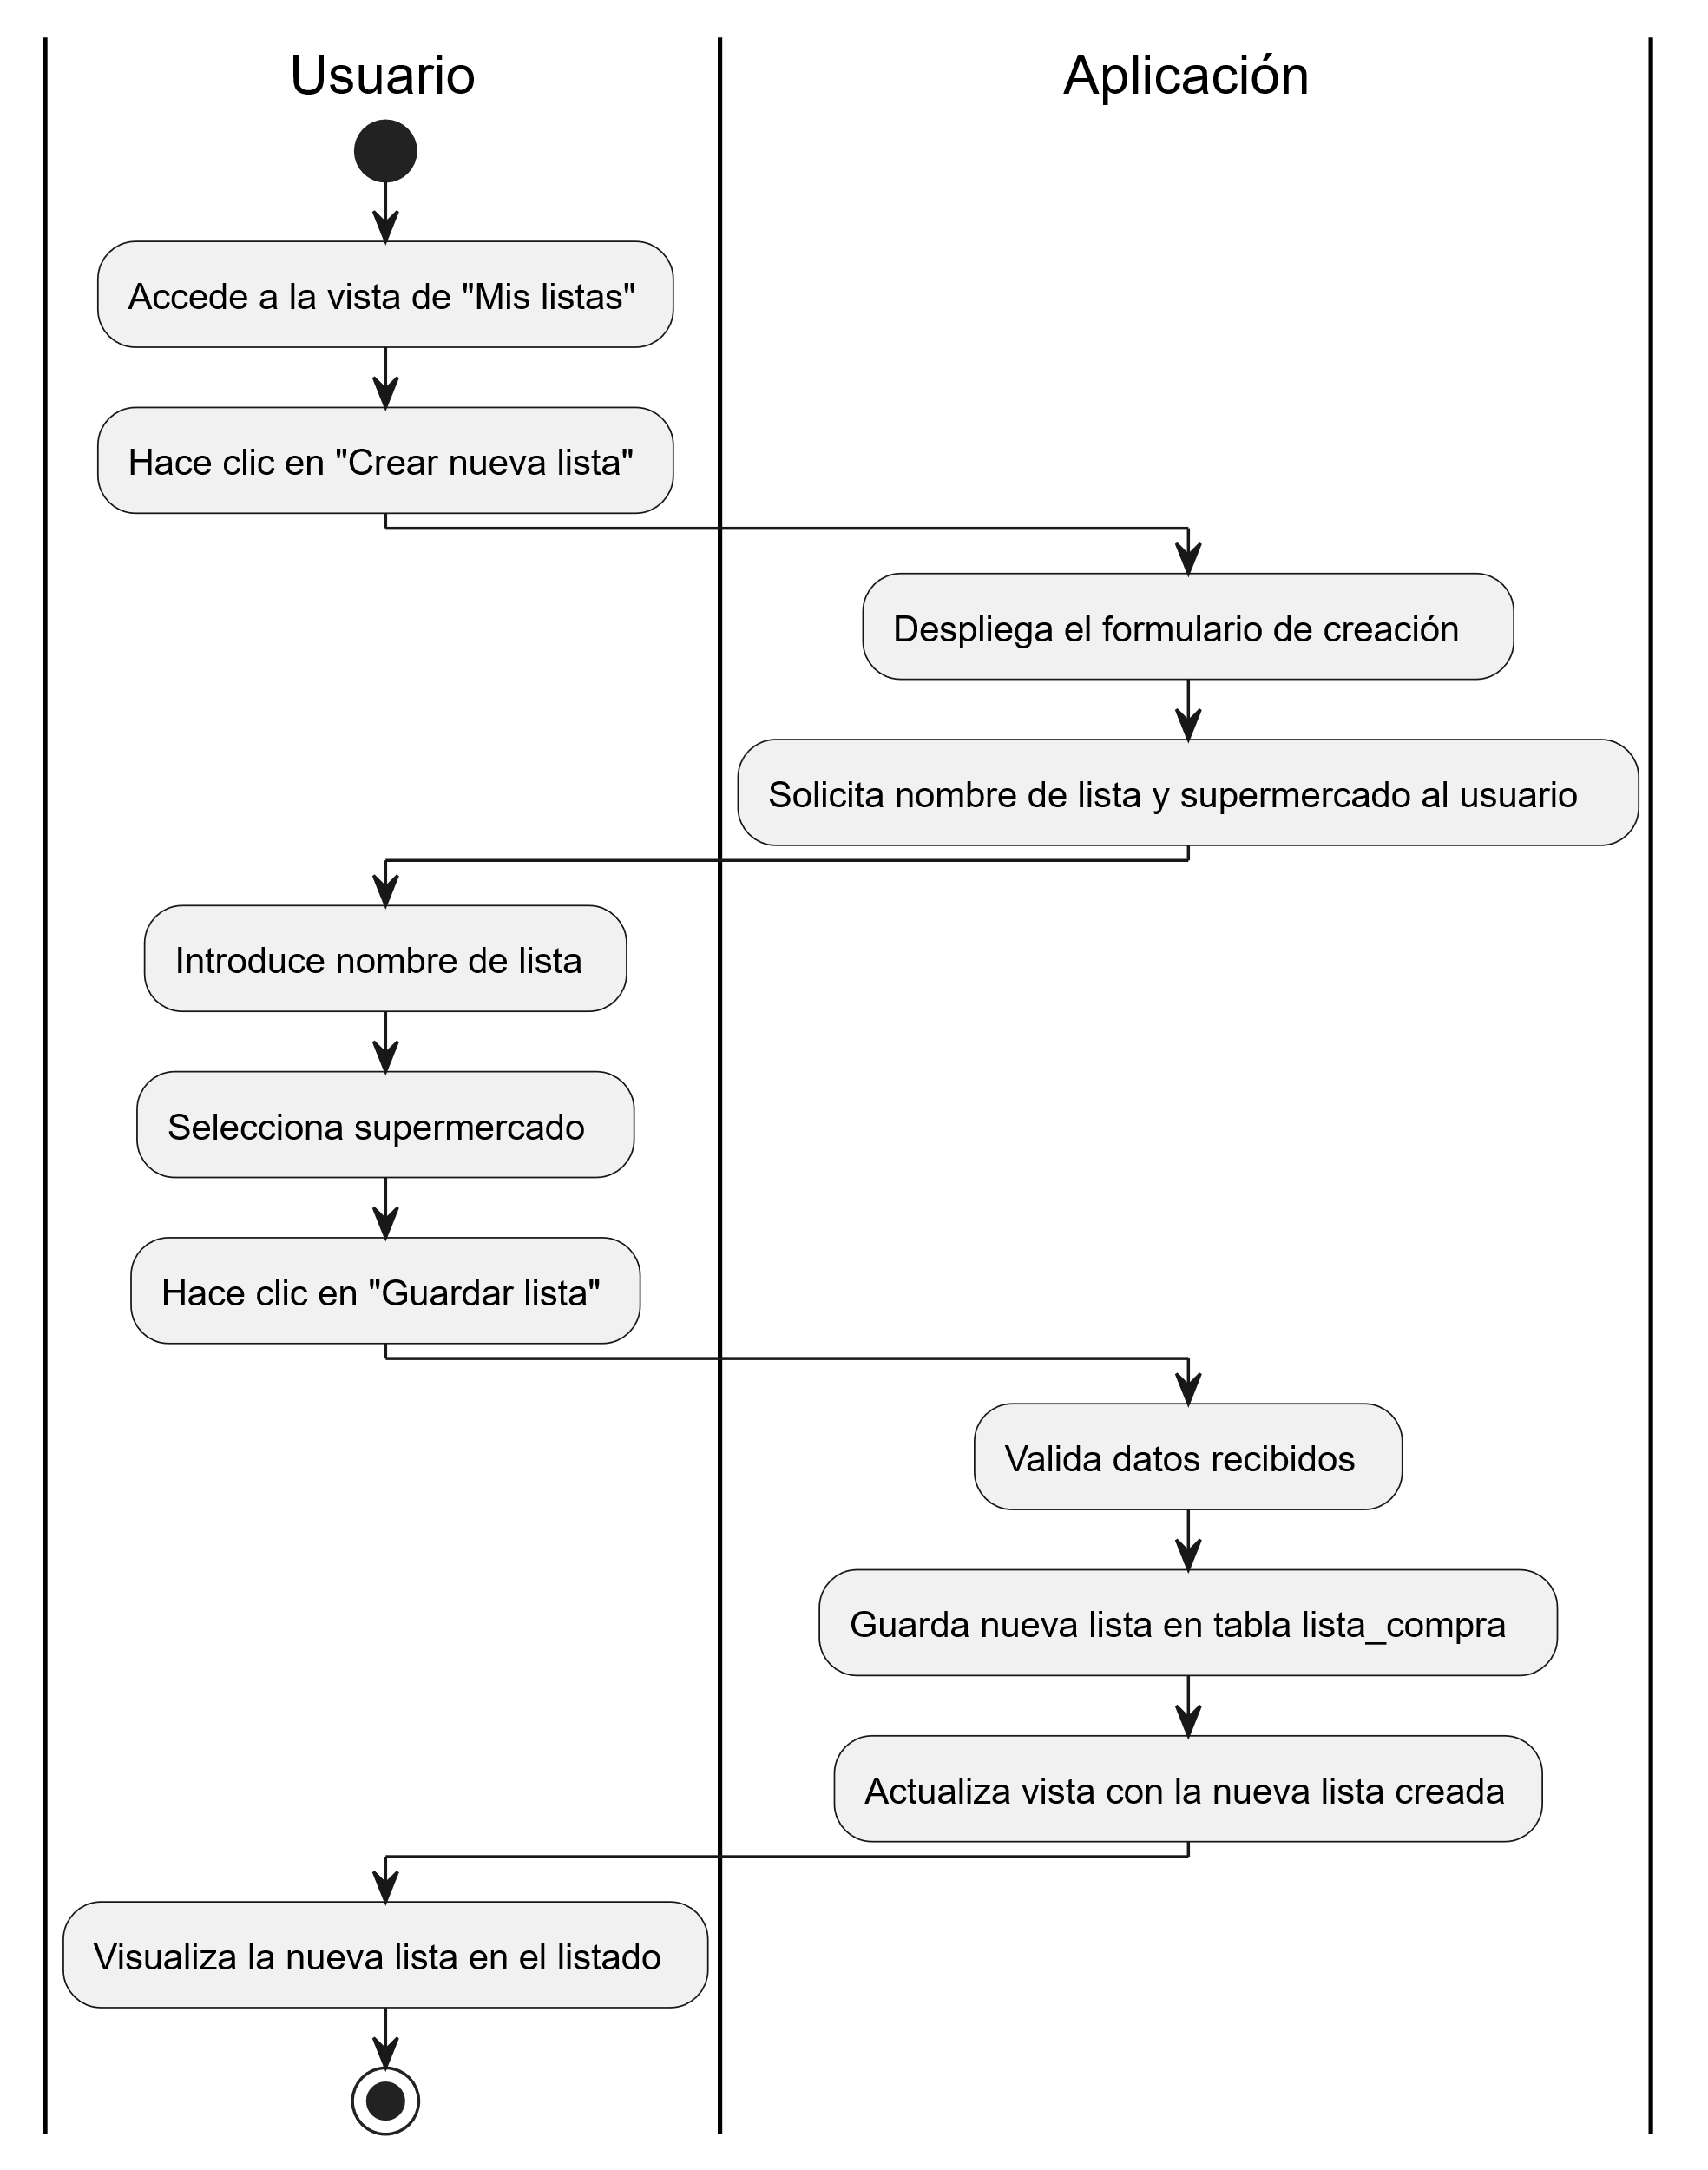 Usuario
Aplicación
Accede a la vista de "Mis listas"
Hace clic en "Crear nueva lista"
Despliega el formulario de creación
Solicita nombre de lista y supermercado al usuario
Introduce nombre de lista
Selecciona supermercado
Hace clic en "Guardar lista"
Valida datos recibidos
Guarda nueva lista en tabla lista_compra
Actualiza vista con la nueva lista creada
Visualiza la nueva lista en el listado